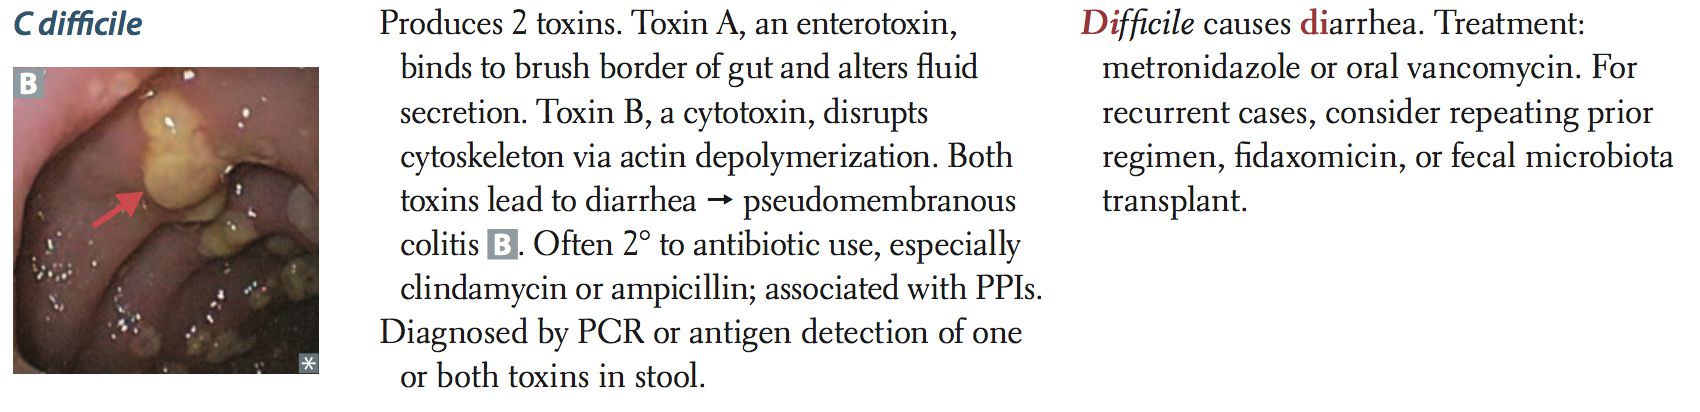 C difficile
B
*
Produces 2 toxins. Toxin A, an enterotoxin,
binds to brush border of gut and alters fluid
secretion. Toxin B, a cytotoxin, disrupts
cytoskeleton via actin depolymerization. Both
toxins lead to diarrhea → pseudomembranous
colitis B. Often 2° to antibiotic use, especially
clindamycin or ampicillin; associated with PPIs.
Diagnosed by PCR or antigen detection of one
or both toxins in stool.
Difficile causes diarrhea. Treatment:
metronidazole or oral vancomycin. For
recurrent cases, consider repeating prior
regimen, fidaxomicin, or fecal microbiota
transplant.